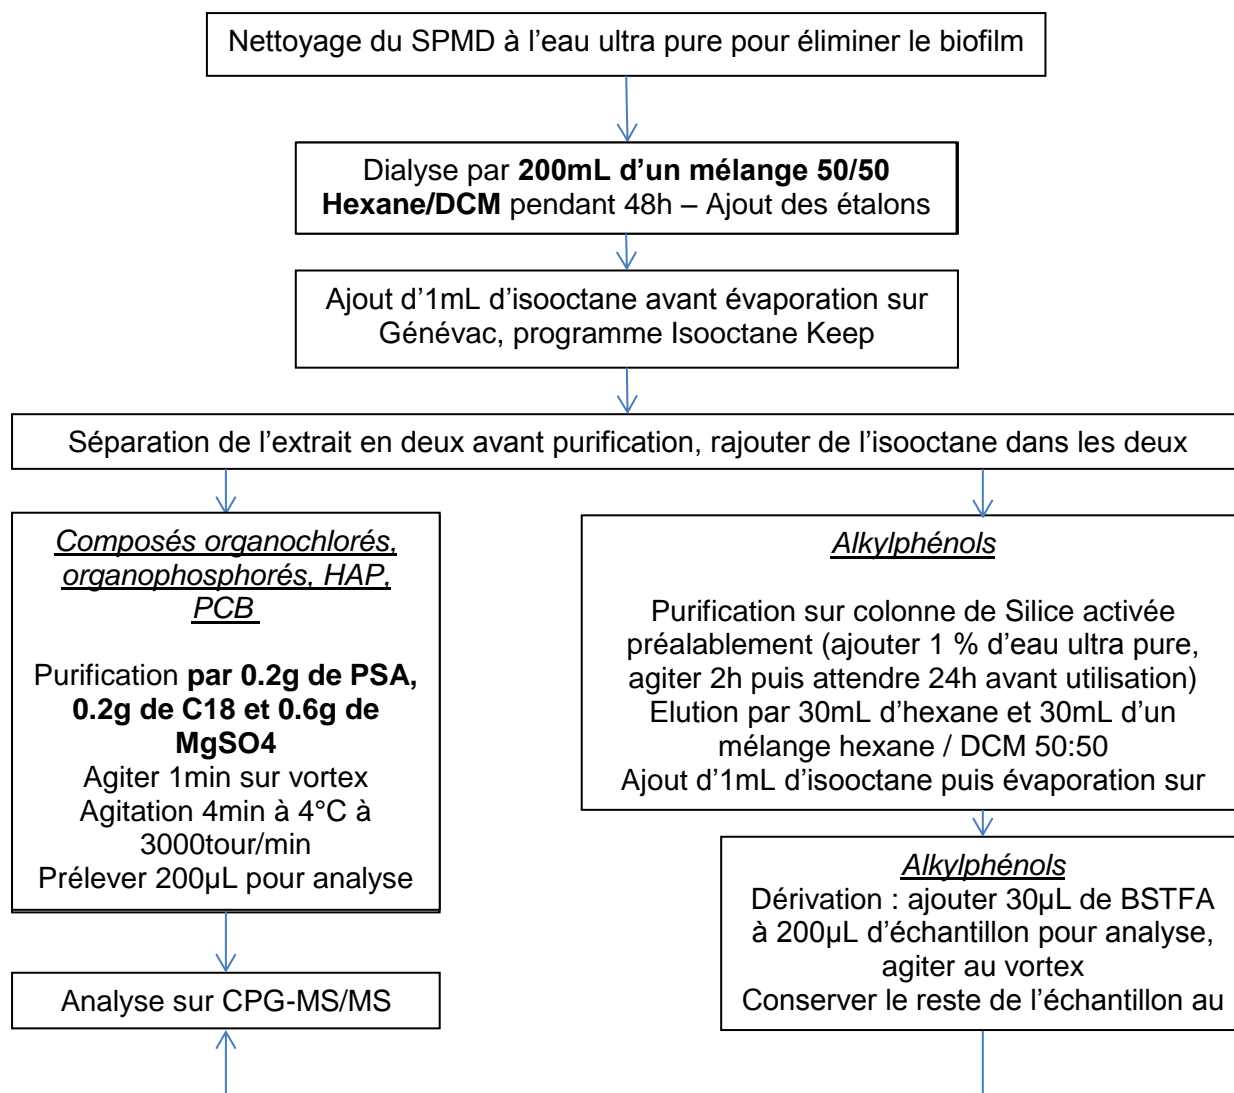 Nettoyage du SPMD à l'eau ultra pure pour éliminer le biofilm
Dialyse par 200mL d'un mélange 50/50
Hexane/DCM pendant 48h – Ajout des étalons
Ajout d'1mL d'isooctane avant évaporation sur
Génévac, programme Isooctane Keep
Séparation de l'extrait en deux avant purification, rajouter de l'isooctane dans les deux
Composés organochlorés,
organophosphorés, HAP,
PCB
Purification par 0.2g de PSA,
0.2g de C18 et 0.6g de
MgSO4
Agiter 1min sur vortex
Agitation 4min à 4°C à
3000tour/min
Prélever 200µL pour analyse
Analyse sur CPG-MS/MS
Alkylphénols
Purification sur colonne de Silice activée
préalablement (ajouter 1 % d'eau ultra pure,
agiter 2h puis attendre 24h avant utilisation)
Elution par 30mL d'hexane et 30mL d'un
mélange hexane / DCM 50:50
Ajout d'1mL d'isooctane puis évaporation sur
Alkylphénols
Dérivation : ajouter 30µL de BSTFA
à 200µL d'échantillon pour analyse,
agiter au vortex
Conserver le reste de l'échantillon au